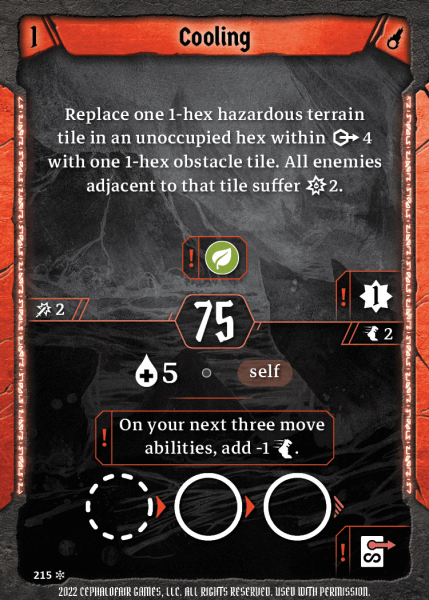 1
Cooling
Replace one 1-hex hazardous terrain
tile in an unoccupied hex within 4
with one 1-hex obstacle tile. All enemies
adjacent to that tile suffer 2.
!
! 1
2
75
2
5 self
! On your next three move
abilities, add -1 .
!
215
2022 CEPHALOFAIR GAMES, LLC. ALL RIGHTS RESERVED. USED WITH PERMISSION.